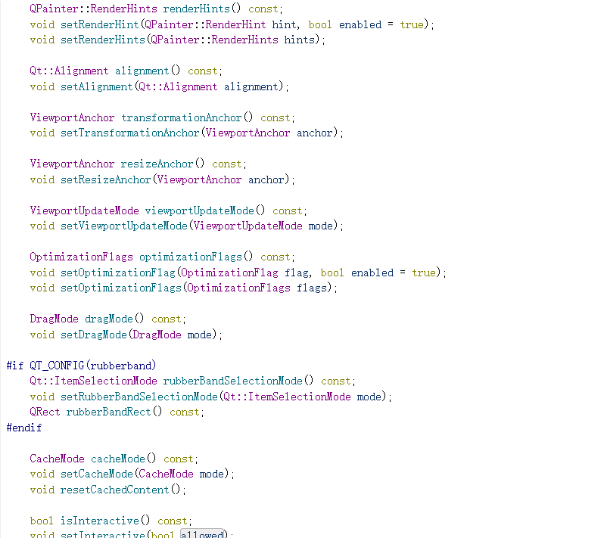 QPainter::RenderHints renderHints() const;
void setRenderHint(QPainter::RenderHint hint, bool enabled = true);
void setRenderHints(QPainter::RenderHints hints);
Qt::Alignment alignment() const;
void setAlignment(Qt::Alignment alignment);
ViewportAnchor transformationAnchor() const;
void setTransformationAnchor(ViewportAnchor anchor);
ViewportAnchor resizeAnchor() const;
void setResizeAnchor(ViewportAnchor anchor);
ViewportUpdateMode viewportUpdateMode() const;
void setViewportUpdateMode(ViewportUpdateMode mode);
OptimizationFlags optimizationFlags() const;
void setOptimizationFlag(OptimizationFlag flag, bool enabled = true);
void setOptimizationFlags(OptimizationFlags flags);
DragMode dragMode() const;
void setDragMode(DragMode mode);
#if QT_CONFIG(rubberband)
Qt::ItemSelectionMode rubberBandSelectionMode() const;
void setRubberBandSelectionMode(Qt::ItemSelectionMode mode);
QRect rubberBandRect() const;
#endif
CacheMode cacheMode() const;
void setCacheMode(CacheMode mode);
void resetCachedContent();
bool isInteractive() const;
void setInteractive(bool allowed);